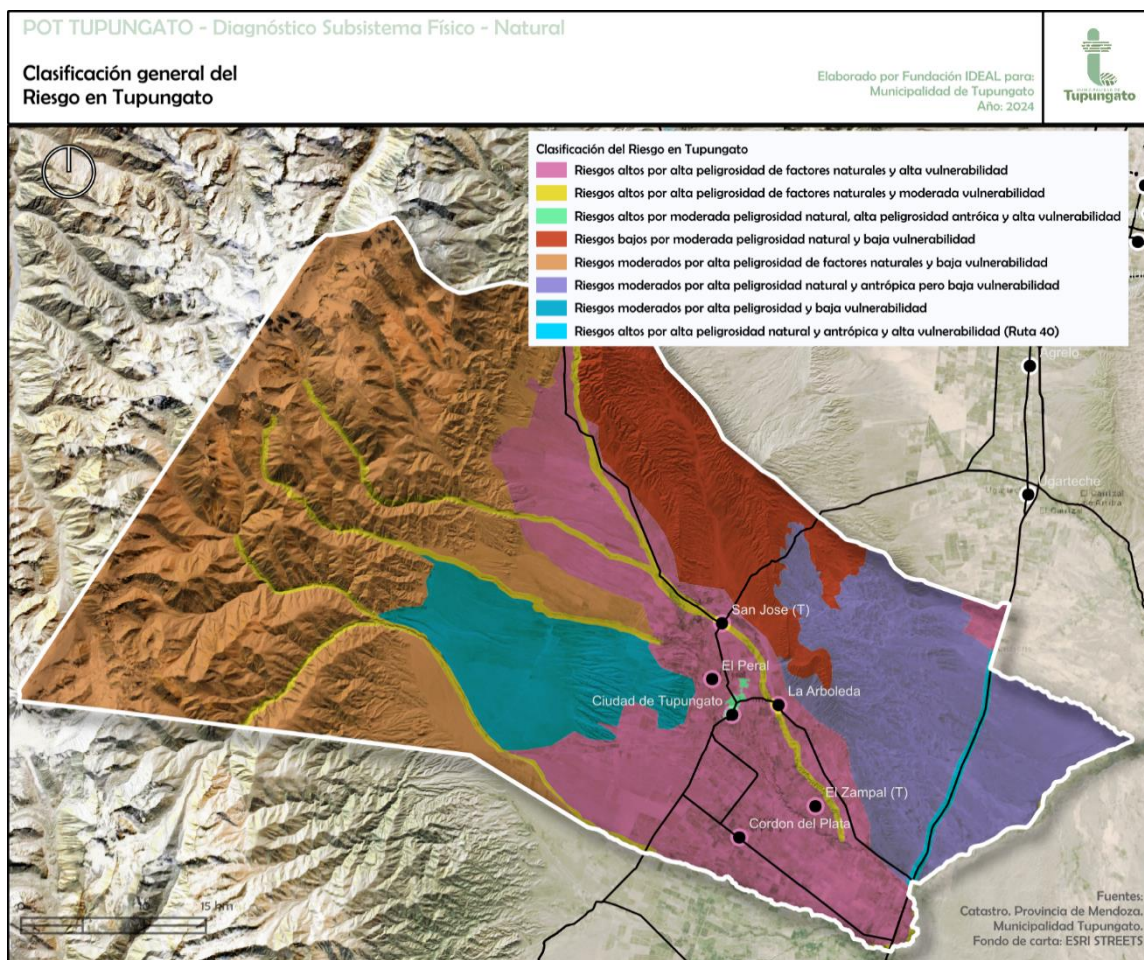 POT TUPUNGATO - Diagnóstico Subsistema Físico - Natural
Clasificación general del
Riesgo en Tupungato
Elaborado por Fundación IDEAL para:
Municipalidad de Tupungato
Año: 2024
Tupungato
Clasificación del Riesgo en Tupungato
Riesgos altos por alta peligrosidad de factores naturales y alta vulnerabilidad
Riesgos altos por alta peligrosidad de factores naturales y moderada vulnerabilidad
Riesgos altos por moderada peligrosidad natural, alta peligrosidad antróica y alta vulnerabilidad
Riesgos bajos por moderada peligrosidad natural y baja vulnerabilidad
Riesgos moderados por alta peligrosidad de factores naturales y baja vulnerabilidad
Riesgos moderados por alta peligrosidad natural y antrópica pero baja vulnerabilidad
Riesgos moderados por alta peligrosidad y baja vulnerabilidad
Riesgos altos por alta peligrosidad natural y antrópica y alta vulnerabilidad (Ruta 40)
Agrelo
Ugarteche
San Jose (T)
El Peral
Ciudad de Tupungato
La Arboleda
El Zampal (T)
Cordon del Plata
0 5 10 15 km
Fuentes:
Catastro. Provincia de Mendoza.
Municipalidad Tupungato.
Fondo de carta: ESRI STREETS